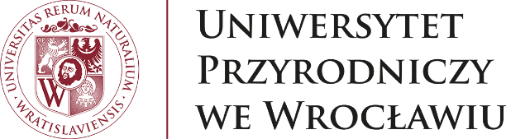 UNIVERSITAS RERUM NATURALIUM · WRATISLAVIENSIS ·
W
UNIWERSYTET
PRZYRODNICZY
WE WROCŁAWIU